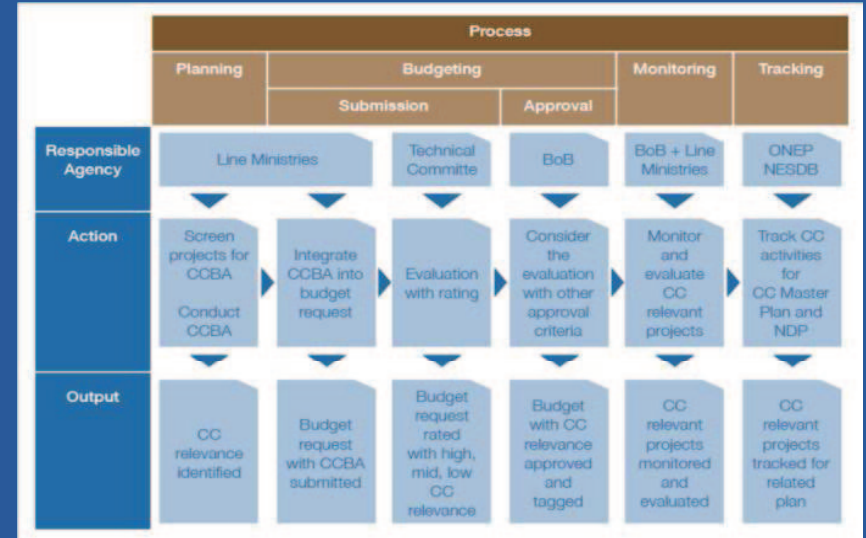 Process
Planning
Budgeting
Monitoring
Tracking
Submission
Approval
Responsible
Agency
Line Ministries
Technical
Committe
BoB
BoB + Line
Ministries
ONEP
NESDB
Action
Screen
projects for
CCBA
Conduct
CCBA
Integrate
CCBA into
budget
request
Evaluation
with rating
Consider
the
evaluation
with other
approval
criteria
Monitor
and
evaluate
CC
relevant
projects
Track CC
activities
for
CC Master
Plan and
NDP
Output
CC
relevance
identified
Budget
request
with CCBA
submitted
Budget
request
rated
with high,
mid, low
CC
relevance
Budget
with CC
relevance
approved
and
tagged
CC
relevant
projects
monitored
and
evaluated
CC
relevant
projects
tracked for
related
plan